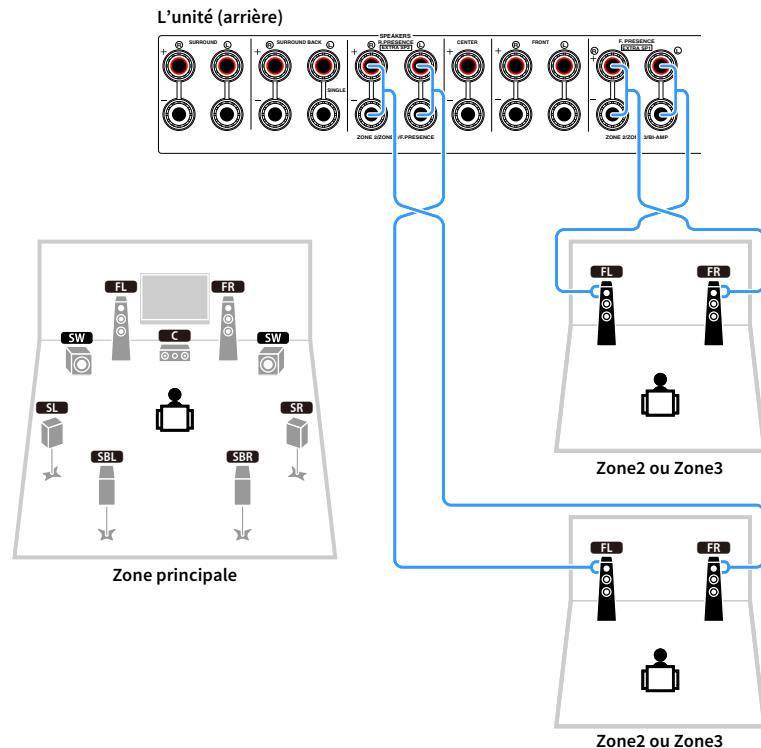 L'unité (arrière)
SPEAKERS
R SURROUND L
SURROUND BACK
R L
SINGLE
R R.PRESENCE L
EXTRA SP2
ZONE 2/ZONE
/F.PRESENCE
CENTER
R FRONT L
F. PRESENCE
R EXTRA SP1 L
ZONE 2/ZON
3/BI-AMP
FL FR
SW C SW
SL SR
SBL SBR
Zone principale
FL FR
Zone2 ou Zone3
FL FR
Zone2 ou Zone3